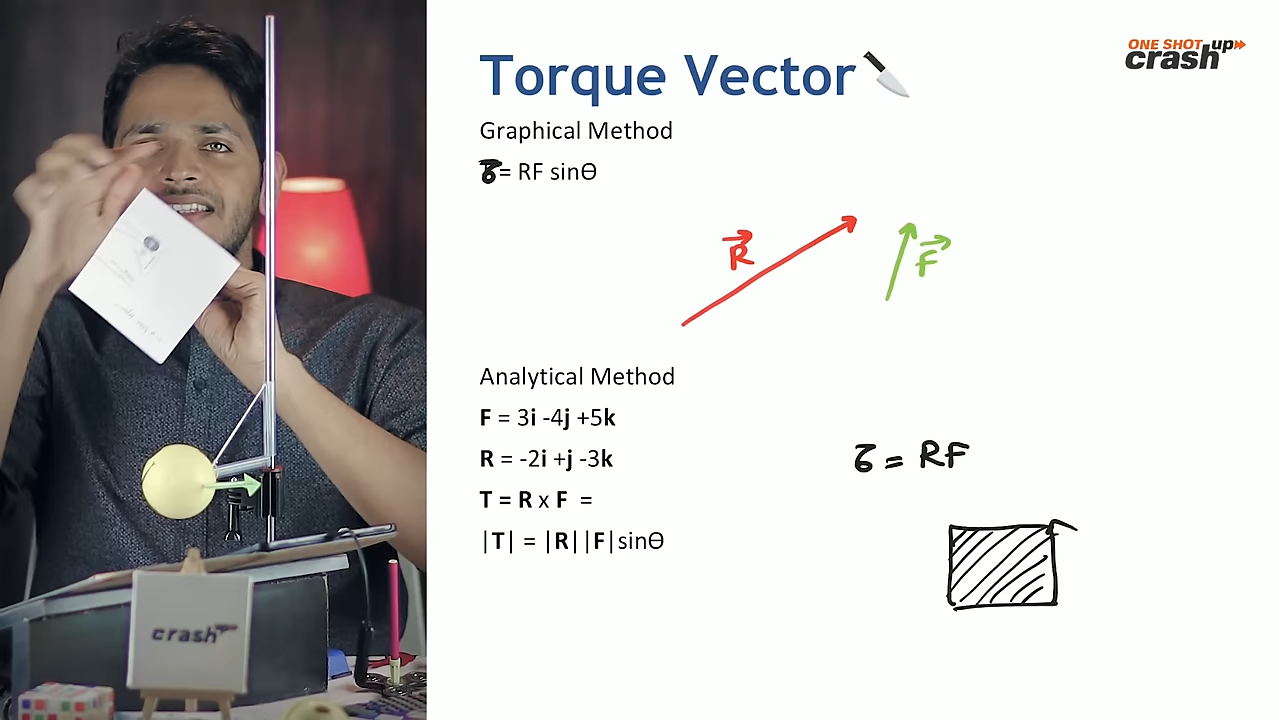 ONE SHOT up
crash
Torque Vector
Graphical Method
𝜏= RF sinΘ
R
F
Analytical Method
F = 3i -4j +5k
R = -2i +j -3k
T = R x F =
|T| = |R||F|sinΘ
τ = RF
crash